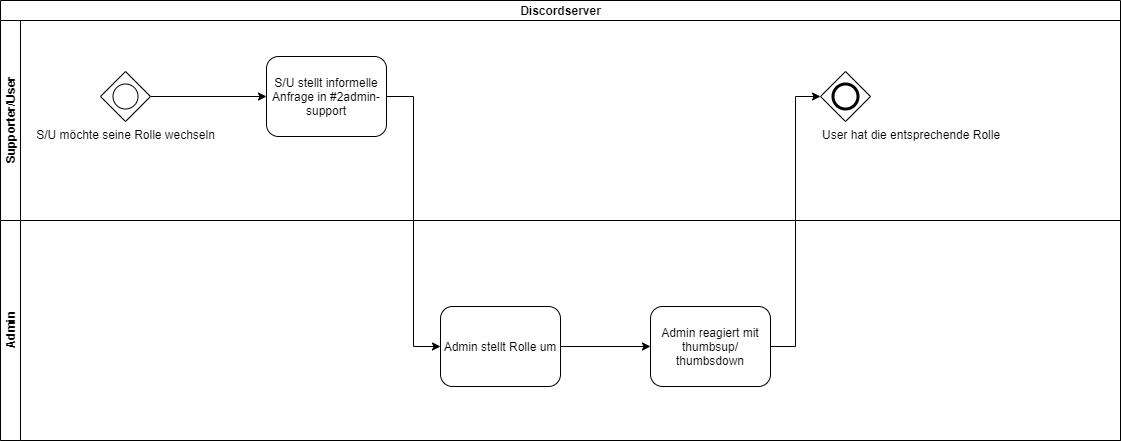 Discordserver
Supporter/User
S/U möchte seine Rolle wechseln
S/U stellt informelle
Anfrage in #2admin-
support
User hat die entsprechende Rolle
Admin
Admin stellt Rolle um
Admin reagiert mit
thumbsup/
thumbsdown